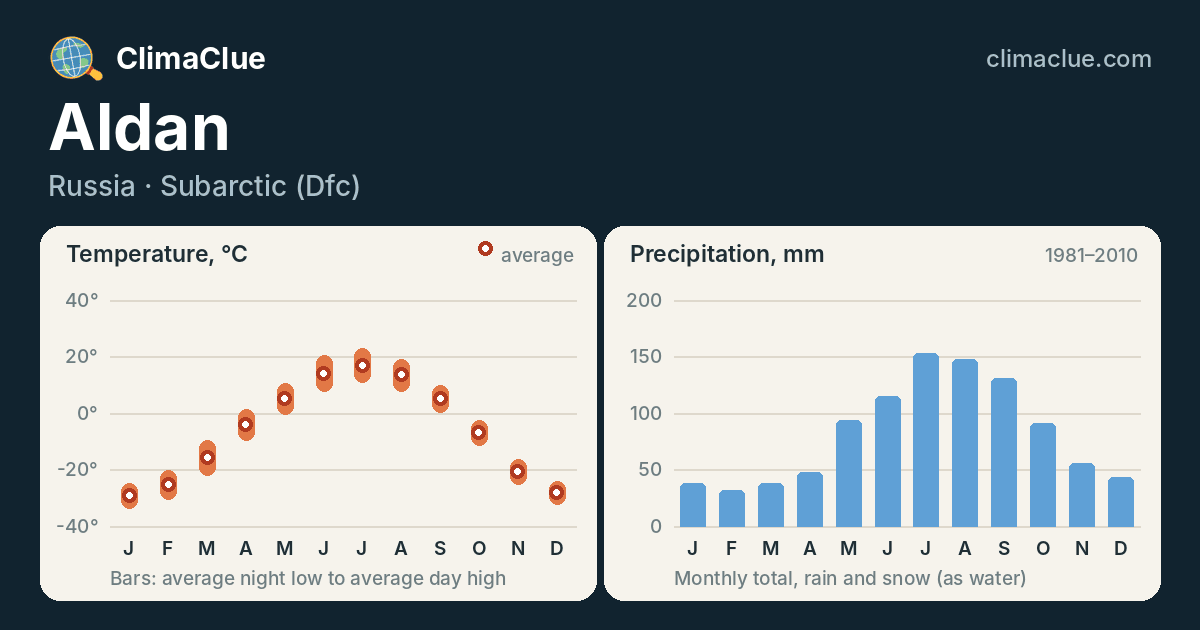 ClimaClue
climaclue.com
Aldan
Russia · Subarctic (Dfc)
Temperature, °C
average
40°
20°
0°
-20°
-40°
J F M A M J J A S O N D
Bars: average night low to average day high
Precipitation, mm
1981–2010
200
150
100
50
0
J F M A M J J A S O N D
Monthly total, rain and snow (as water)